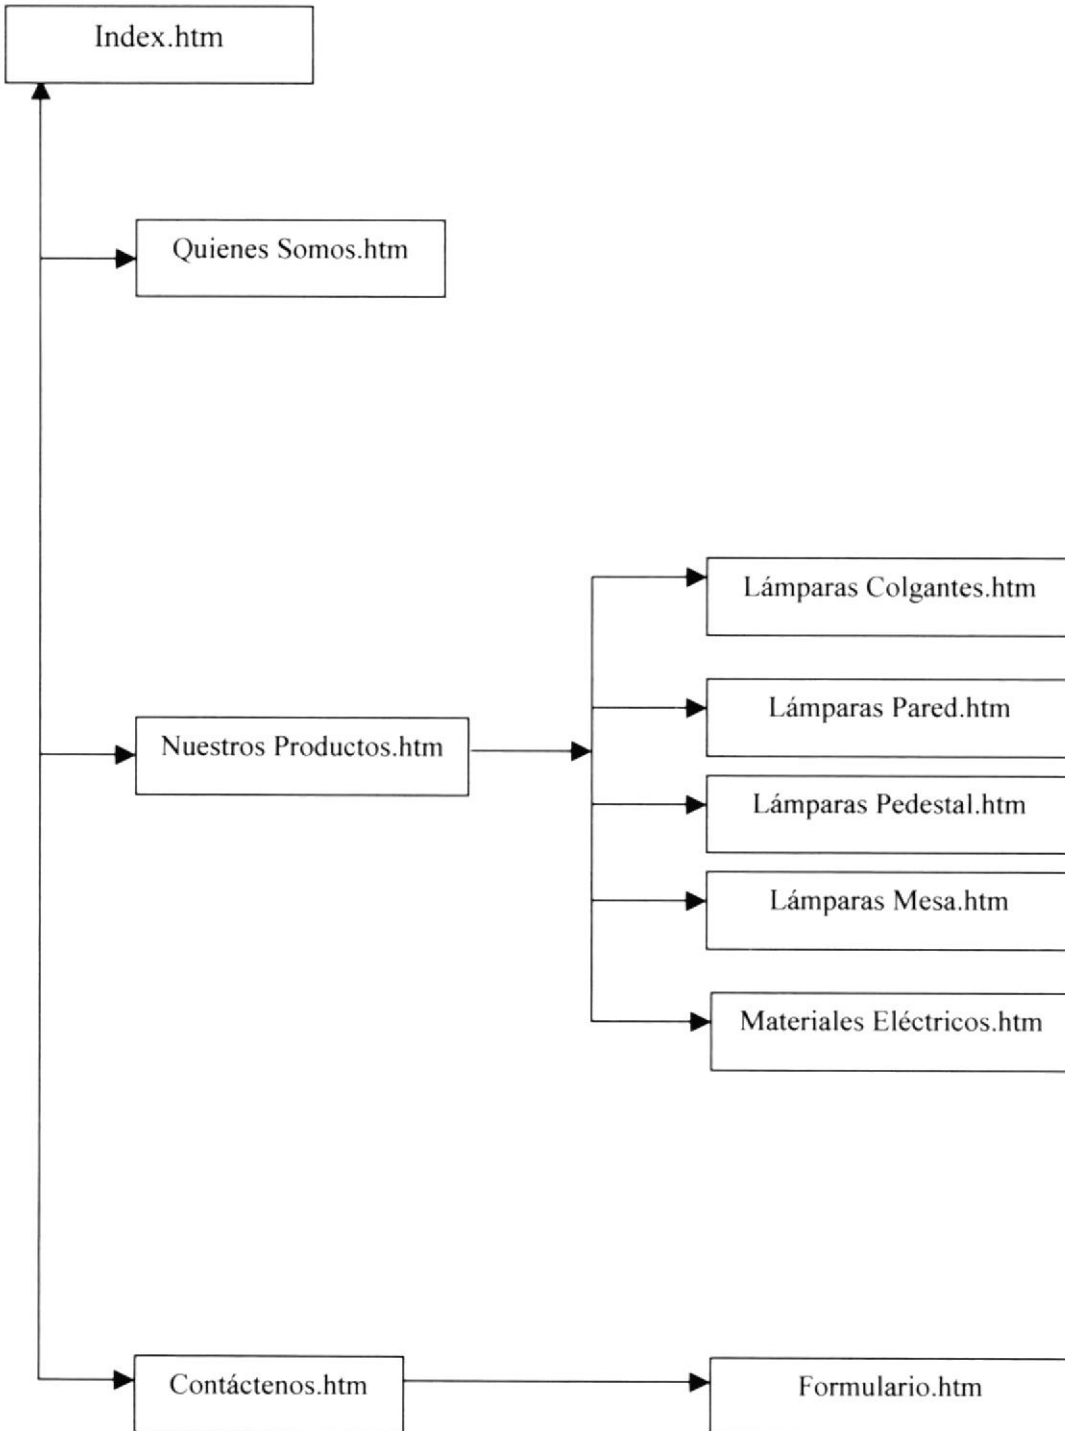 Index.htm
Quienes Somos.htm
Lámparas Colgantes.htm
Lámparas Pared.htm
Nuestros Productos.htm
Lámparas Pedestal.htm
Lámparas Mesa.htm
Materiales Eléctricos.htm
Contáctenos.htm
Formulario.htm